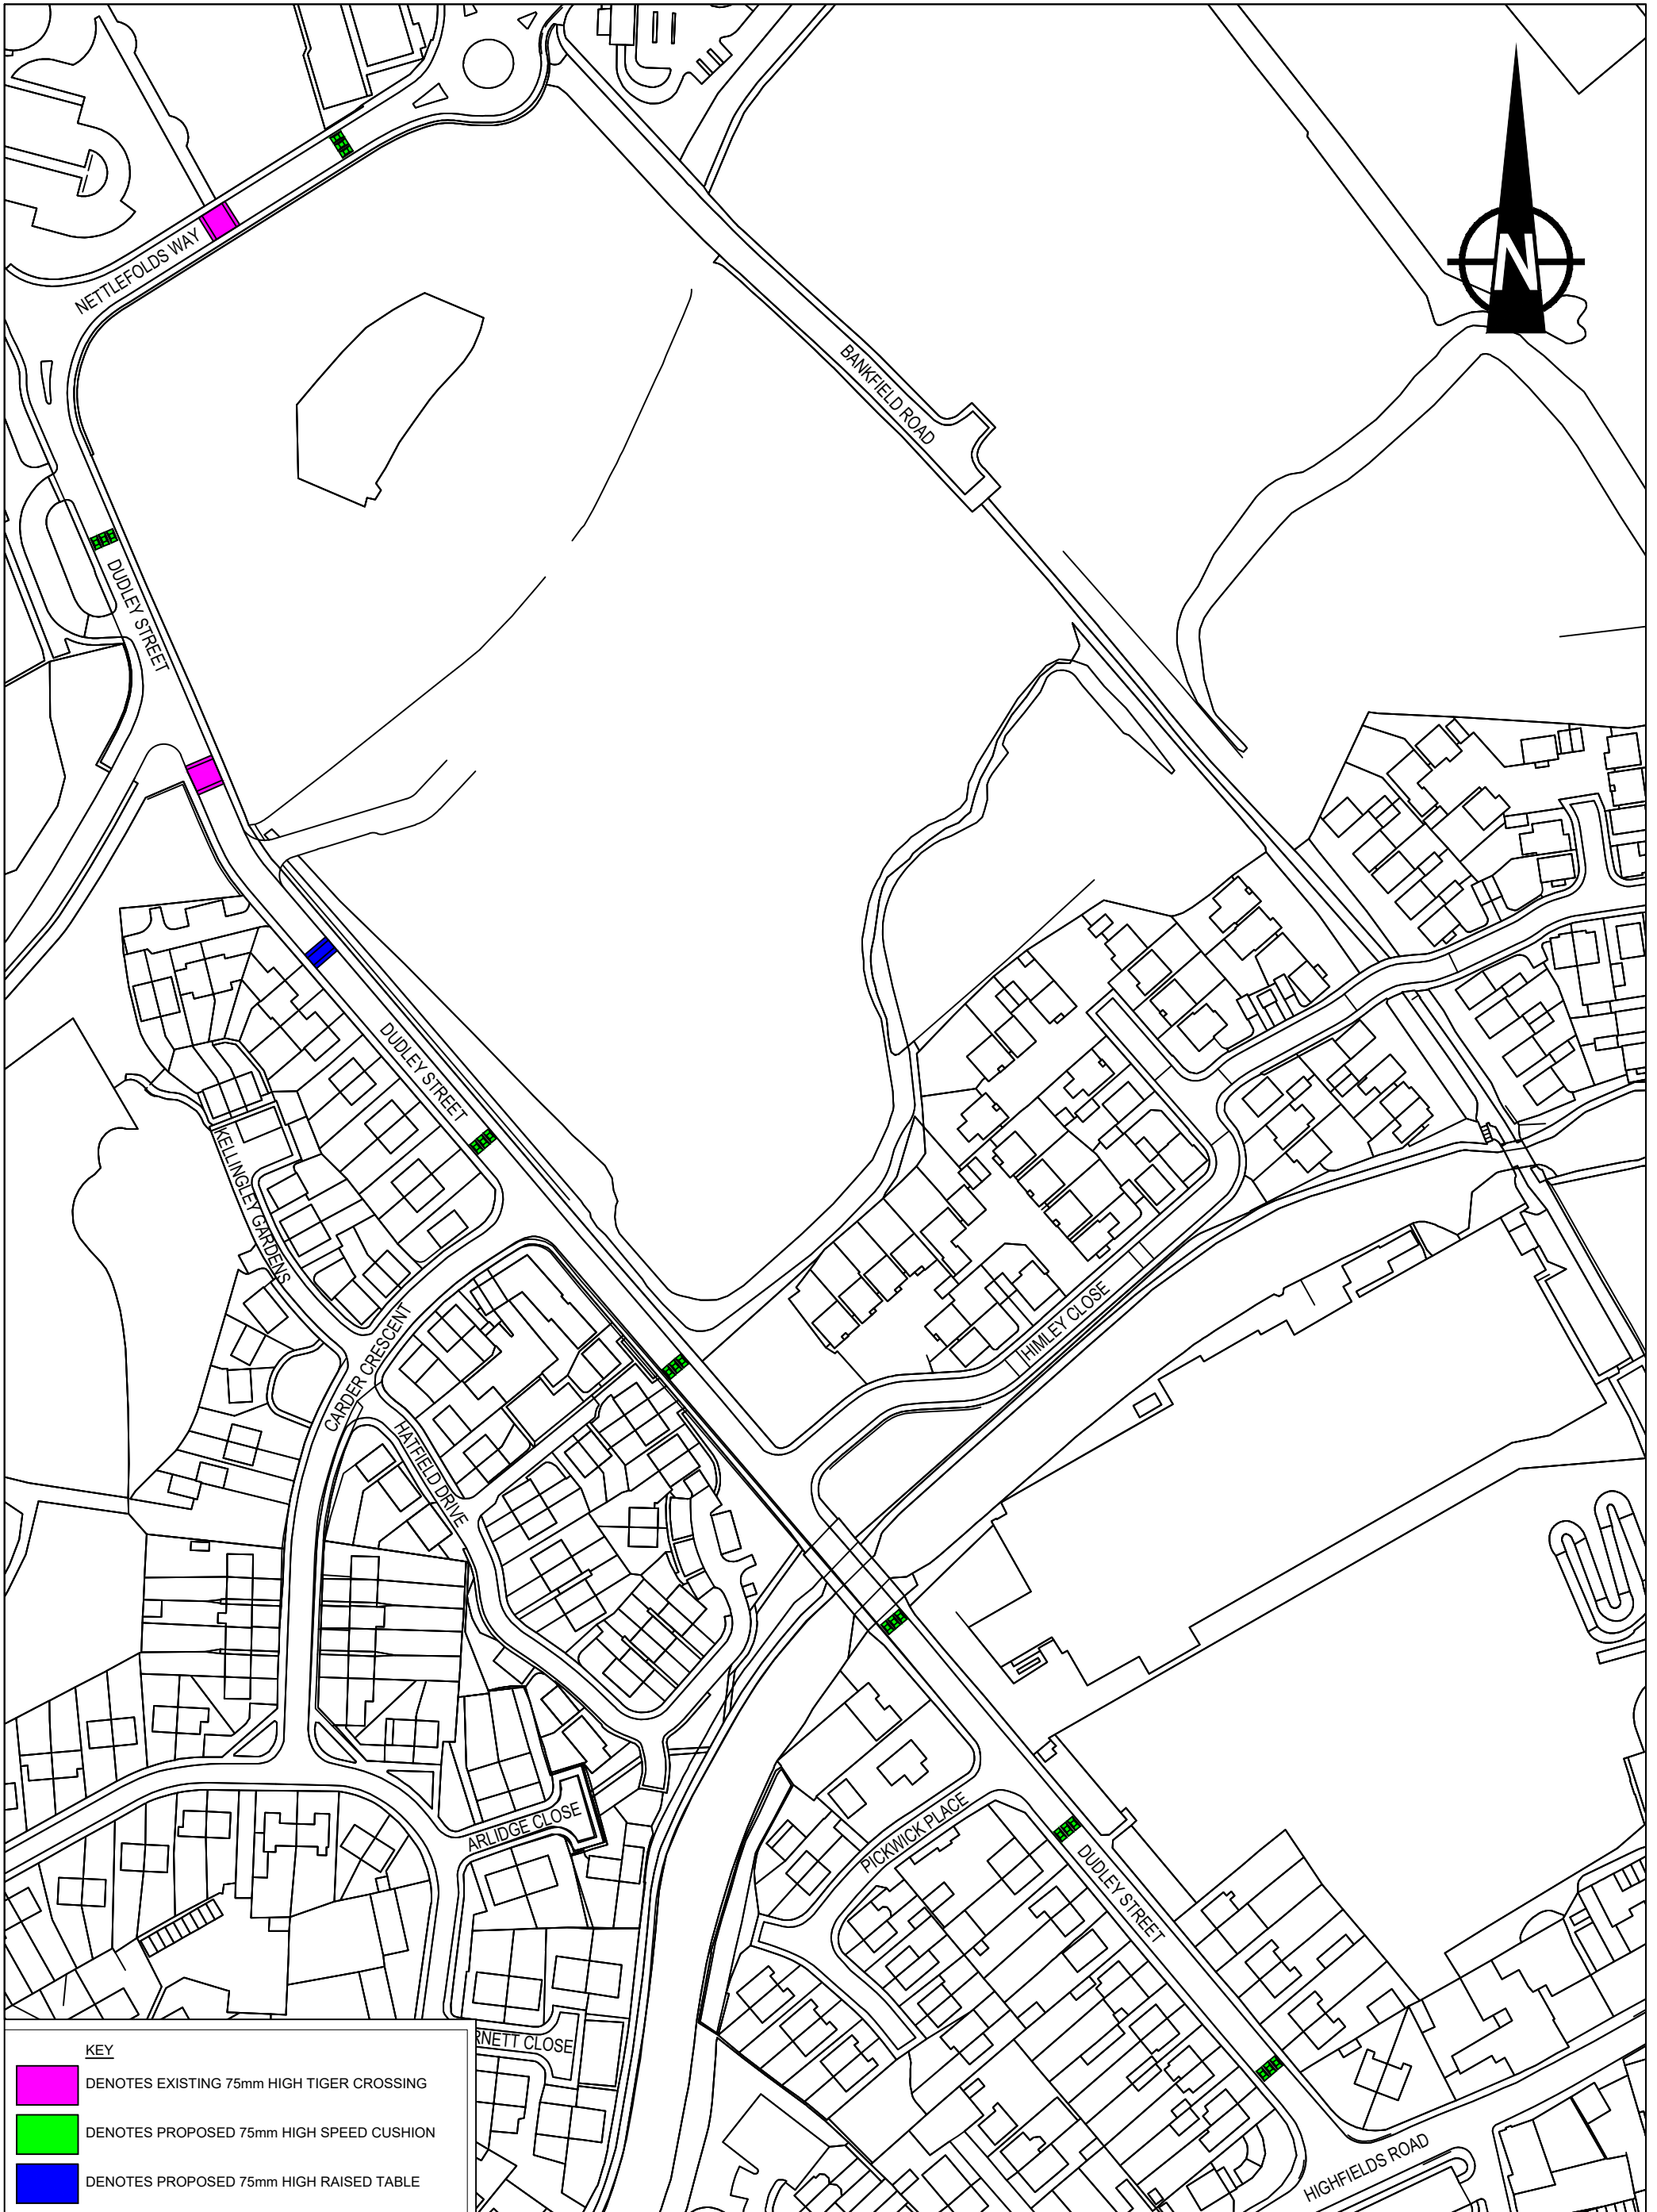 N
NETTLEFOLDS WAY
BANKFIELD ROAD
DUDLEY STREET
DUDLEY STREET
KELLINGLEY GARDENS
CARDER CRESCENT
HIMLEY CLOSE
HATFIELD DRIVE
ARLIDGE CLOSE
PICKWICK PLACE
DUDLEY STREET
RNETT CLOSE
HIGHFIELDS ROAD
KEY
DENOTES EXISTING 75mm HIGH TIGER CROSSING
DENOTES PROPOSED 75mm HIGH SPEED CUSHION
DENOTES PROPOSED 75mm HIGH RAISED TABLE